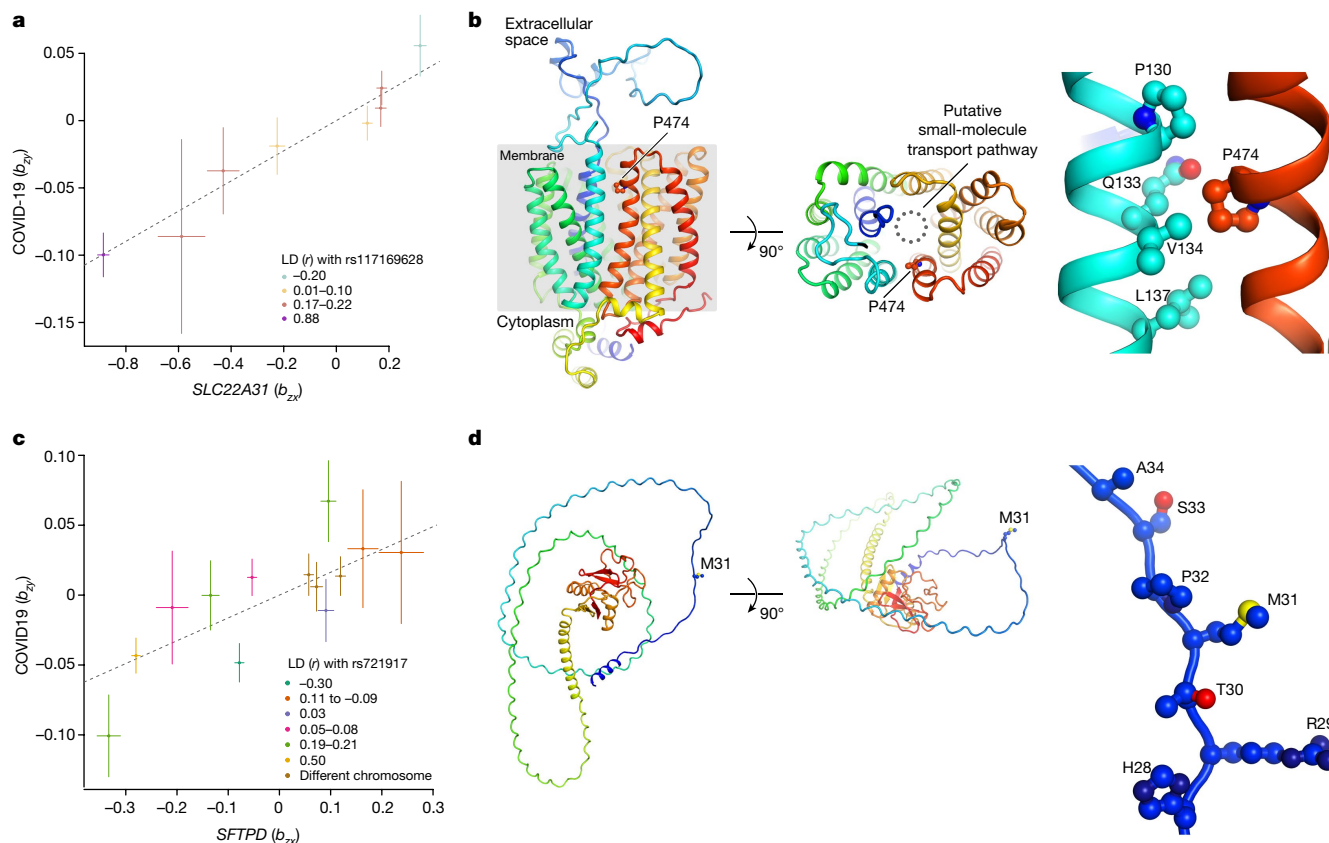 a
0.05
0
−0.05
−0.10
−0.15
COVID-19 (bzy)
LD (r) with rs117169628
−0.20
0.01–0.10
0.17–0.22
0.88
−0.8 −0.6 −0.4 −0.2 0 0.2
SLC22A31 (bzx)
b
Extracellular
space
P474
Membrane
Cytoplasm
90°
Putative
small-molecule
transport pathway
P474
P130
P474
Q133
V134
L137
c
0.10
0.05
0
−0.05
−0.10
COVID19 (bzy)
LD (r) with rs721917
−0.30
0.11 to −0.09
0.03
0.05–0.08
0.19–0.21
0.50
Different chromosome
−0.3 −0.2 −0.1 0 0.1 0.2 0.3
SFTPD (bzx)
d
M31
90°
M31
A34
S33
P32
M31
T30
R29
H28